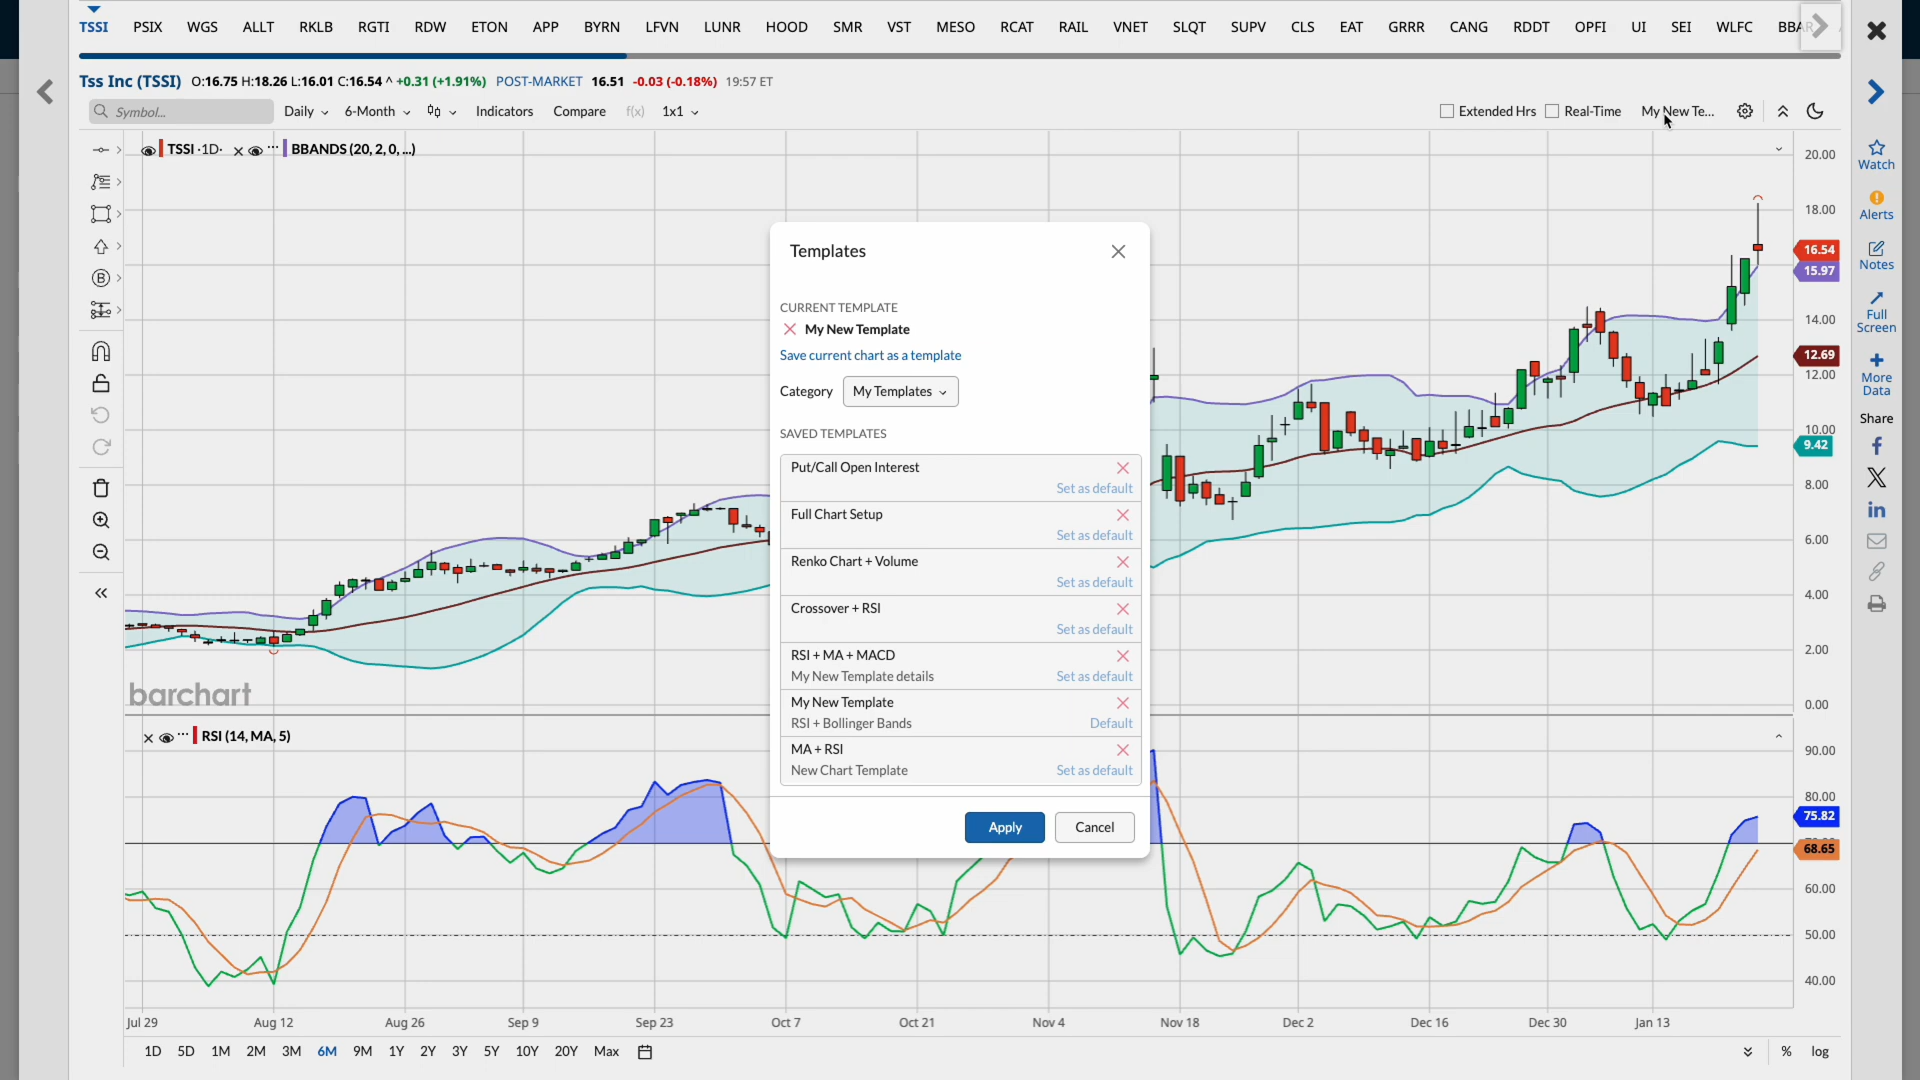 TSSI PSIX WGS ALLT RKLB RGTI RDW ETON APP BYRN LFVN LUNR HOOD SMR VST MESO RCAT RAIL VNET SLQT SUPV CLS EAT GRRR CANG RDDT OPFI UI SEI WLFC
Tss Inc (TSSI) O:16.75 H:18.26 L:16.01 C:16.54 ^ +0.31 (+1.91%) POST-MARKET 16.51 -0.03 (-0.18%) 19:57 ET
Symbol... Daily 6-Month Indicators Compare f(x) 1x1 Extended Hrs Real-Time My New Te...
TSSI ·1D· BBANDS (20, 2, 0, ...)
20.00
18.00
16.54
15.97
14.00
12.69
12.00
10.00
9.42
8.00
6.00
4.00
2.00
0.00
Templates
CURRENT TEMPLATE
My New Template
Save current chart as a template
Category My Templates
SAVED TEMPLATES
Put/Call Open Interest
Set as default
Full Chart Setup
Set as default
Renko Chart + Volume
Set as default
Crossover + RSI
Set as default
RSI + MA + MACD
My New Template details Set as default
My New Template
RSI + Bollinger Bands Default
MA + RSI
New Chart Template Set as default
Apply Cancel
barchart
RSI (14, MA, 5)
90.00
80.00
75.82
68.65
60.00
50.00
40.00
Jul 29 Aug 12 Aug 26 Sep 9 Sep 23 Oct 7 Oct 21 Nov 4 Nov 18 Dec 2 Dec 16 Dec 30 Jan 13
1D 5D 1M 2M 3M 6M 9M 1Y 2Y 3Y 5Y 10Y 20Y Max % log
Watch
Alerts
Notes
Full
Screen
More
Data
Share